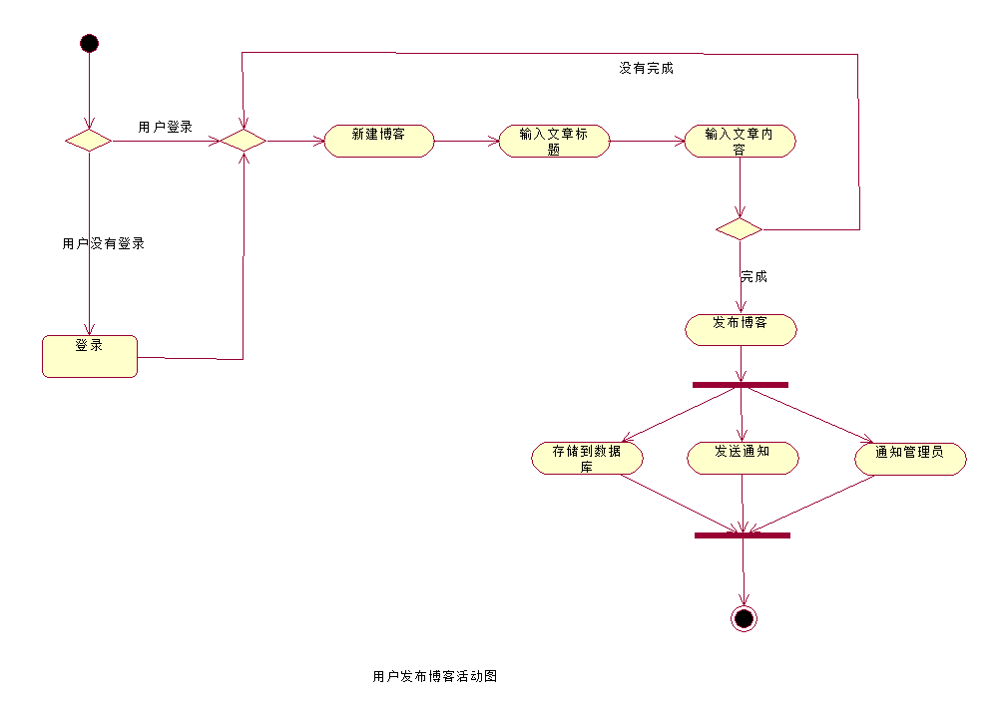 没有完成
用户登录
新建博客
输入文章标
题
输入文章内
容
用户没有登录
完成
发布博客
登录
存储到数据
库
发送通知
通知管理员
用户发布博客活动图